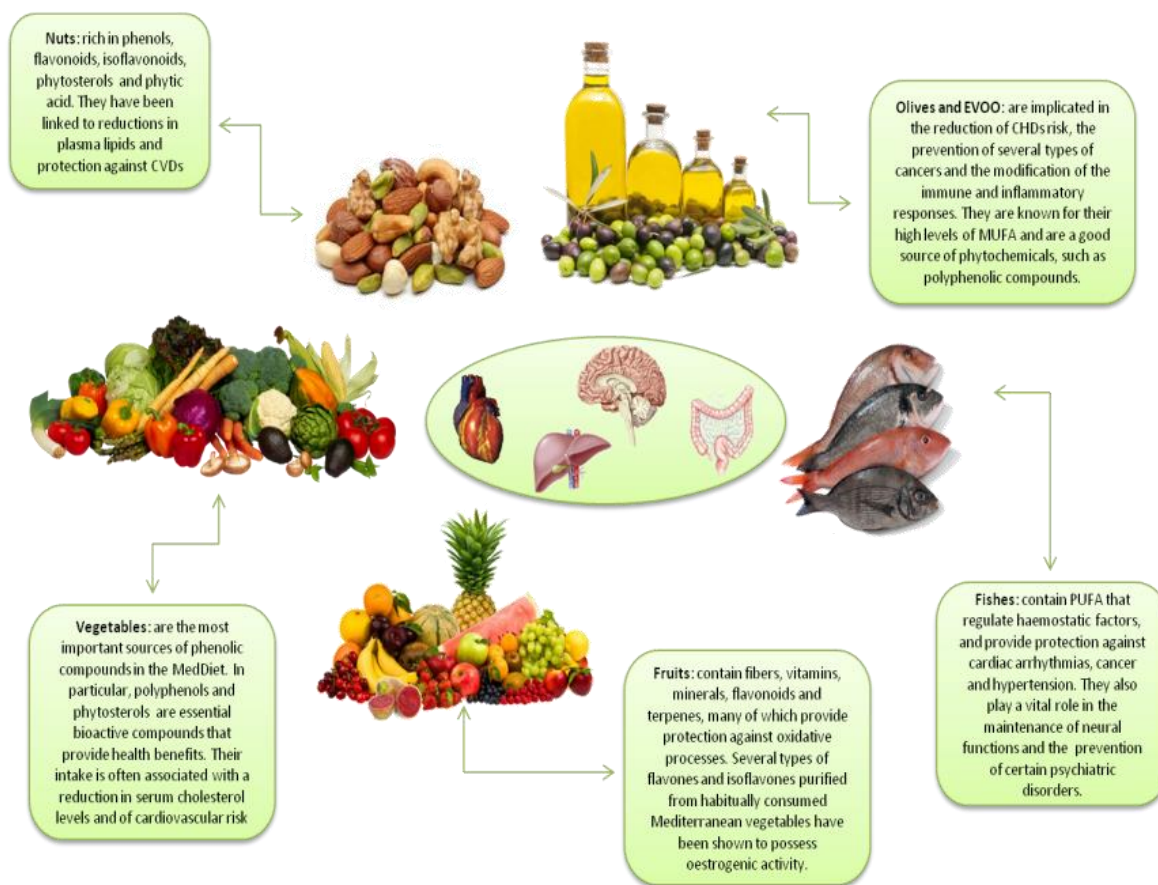 Nuts: rich in phenols,
flavonoids, isoflavonoids,
phytosterols and phytic
acid. They have been
linked to reductions in
plasma lipids and
protection against CVDs
Olives and EVOO: are implicated in
the reduction of CHDs risk, the
prevention of several types of
cancers and the modification of the
immune and inflammatory
responses. They are known for their
high levels of MUFA and are a good
source of phytochemicals, such as
polyphenolic compounds.
Vegetables: are the most
important sources of phenolic
compounds in the MedDiet. In
particular, polyphenols and
phytosterols are essential
bioactive compounds that
provide health benefits. Their
intake is often associated with a
reduction in serum cholesterol
levels and of cardiovascular risk
Fruits: contain fibers, vitamins,
minerals, flavonoids and
terpenes, many of which provide
protection against oxidative
processes. Several types of
flavones and isoflavones purified
from habitually consumed
Mediterranean vegetables have
been shown to possess
oestrogenic activity.
Fishes: contain PUFA that
regulate haemostatic factors,
and provide protection against
cardiac arrhythmias, cancer
and hypertension. They also
play a vital role in the
maintenance of neural
functions and the prevention
of certain psychiatric
disorders.